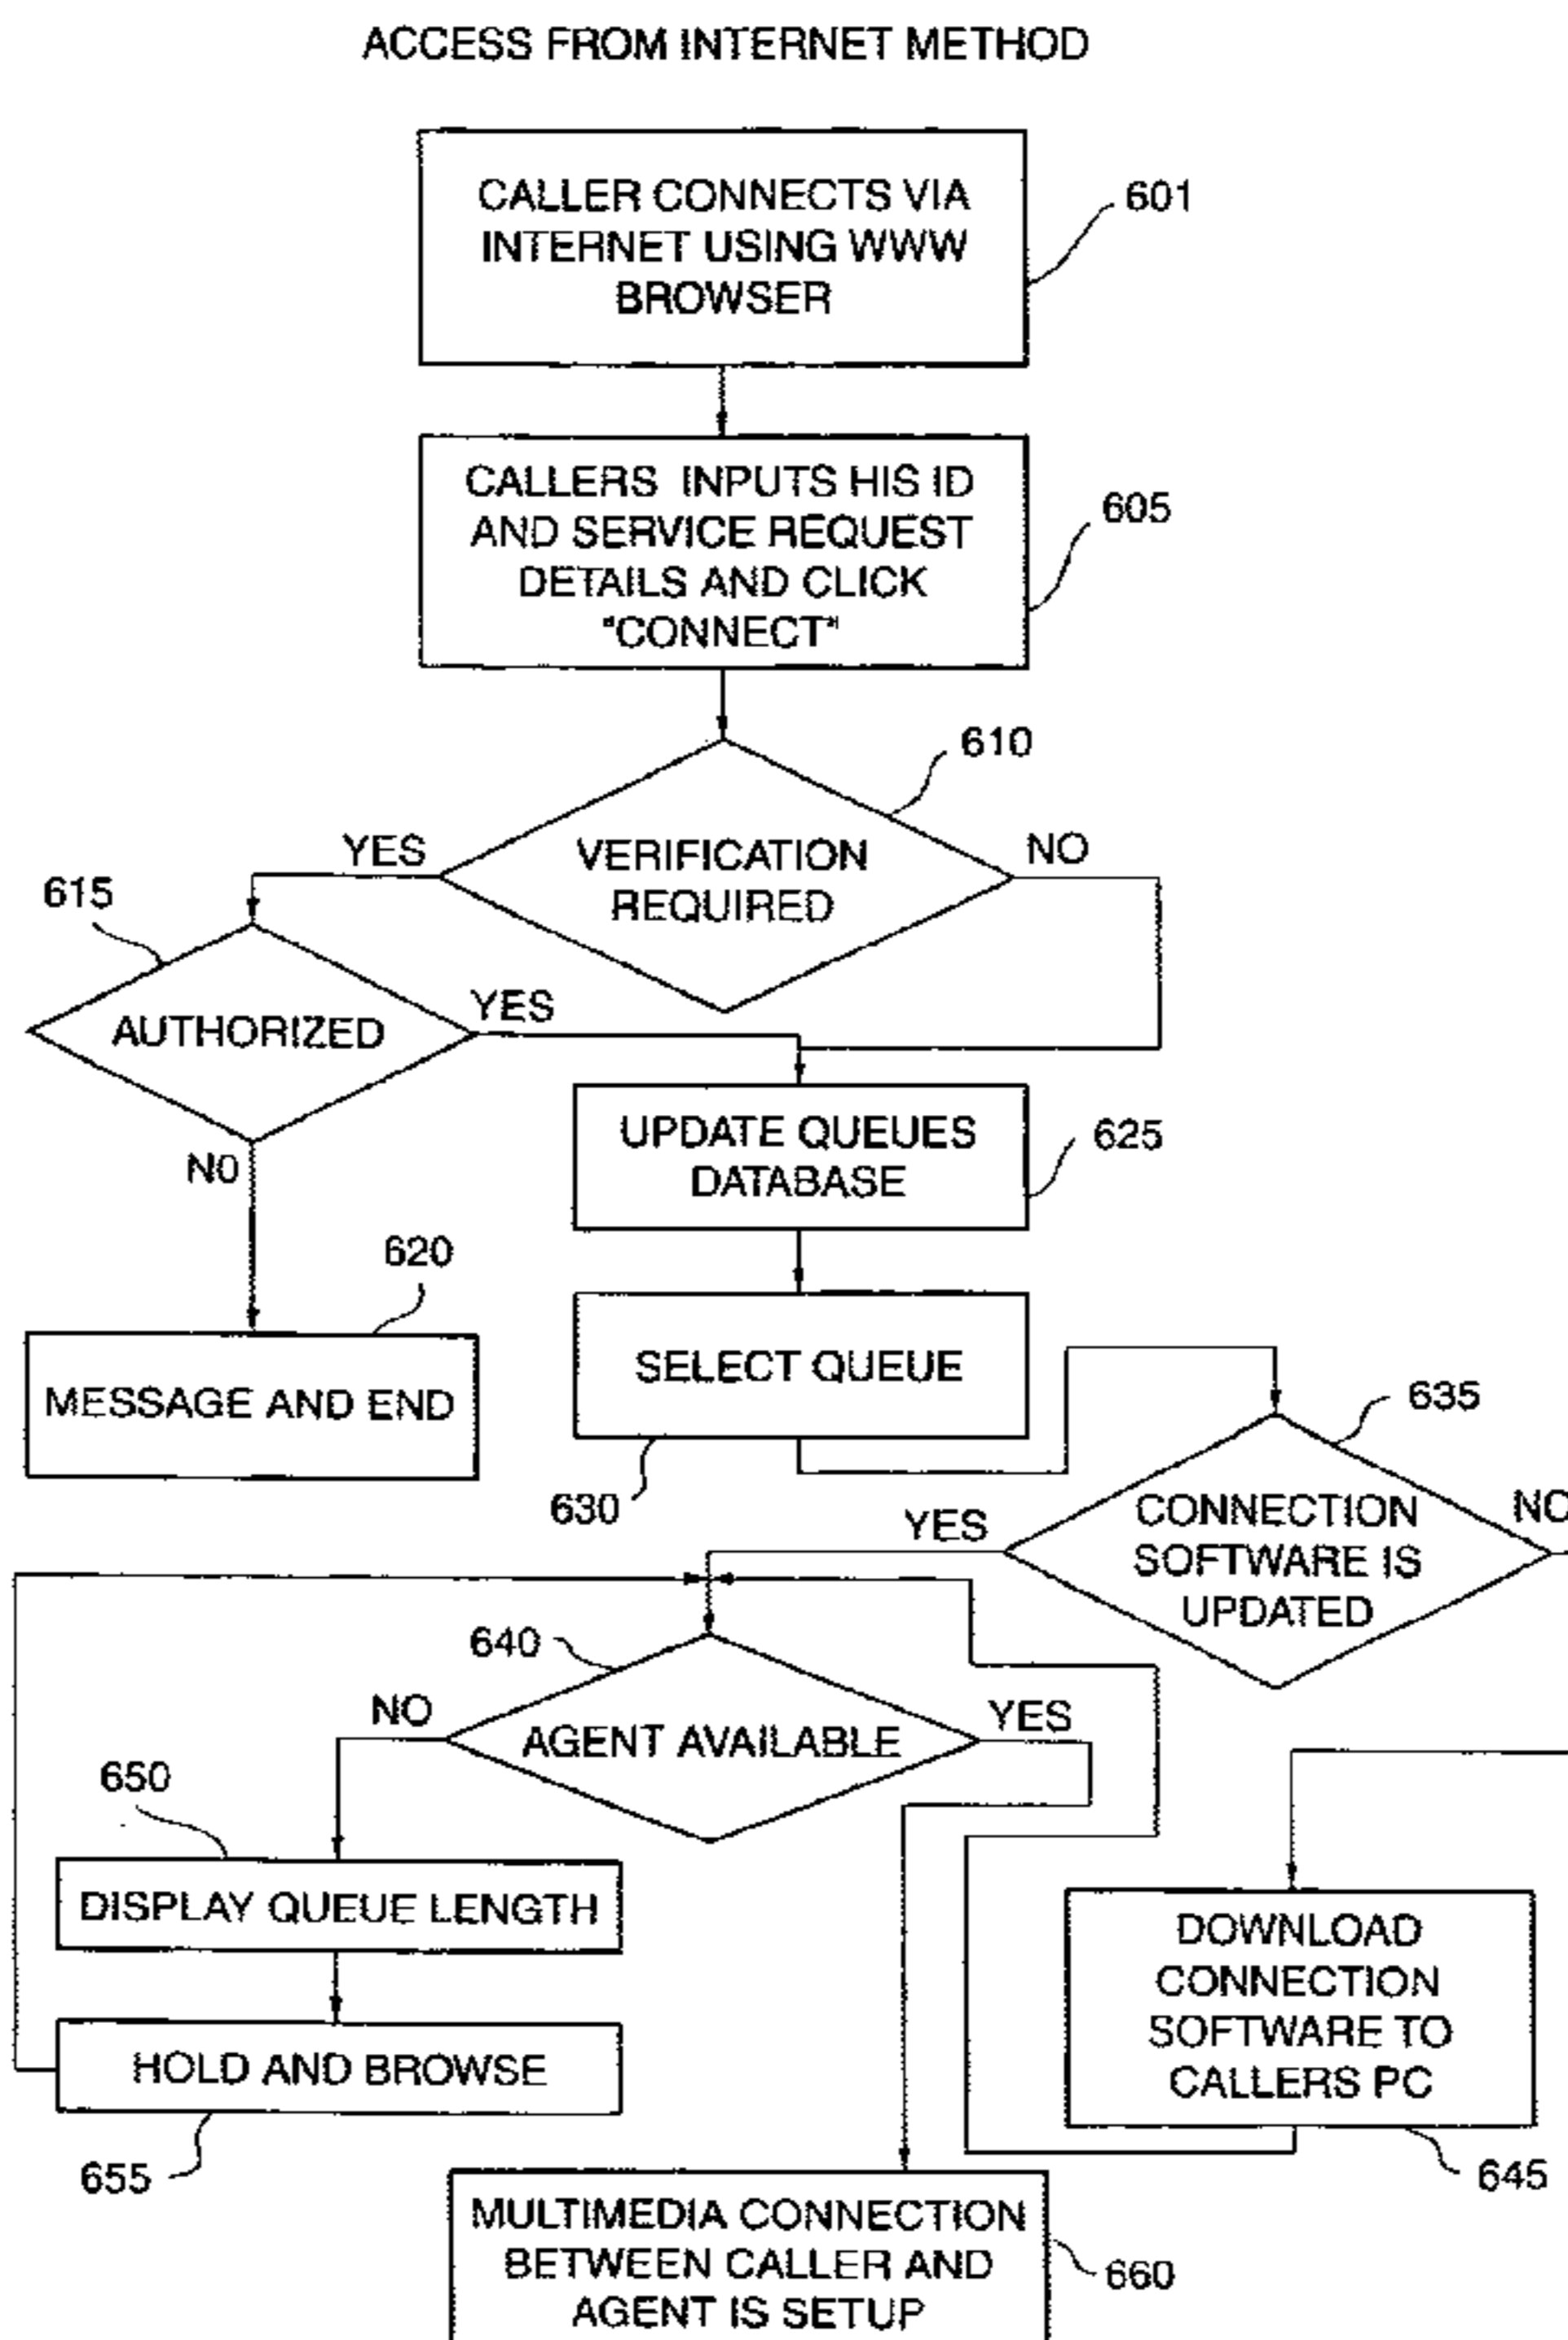 ACCESS FROM INTERNET METHOD
CALLER CONNECTS VIA
INTERNET USING WWW
BROWSER
601
CALLERS INPUTS HIS ID
AND SERVICE REQUEST
DETAILS AND CLICK
"CONNECT"
605
610
VERIFICATION
REQUIRED
YES
NO
615
AUTHORIZED
YES
NO
UPDATE QUEUES
DATABASE
625
620
MESSAGE AND END
SELECT QUEUE
630
635
CONNECTION
SOFTWARE IS
UPDATED
YES
NO
640
AGENT AVAILABLE
NO
YES
650
DISPLAY QUEUE LENGTH
HOLD AND BROWSE
655
DOWNLOAD
CONNECTION
SOFTWARE TO
CALLERS PC
645
MULTIMEDIA CONNECTION
BETWEEN CALLER AND
AGENT IS SETUP
660